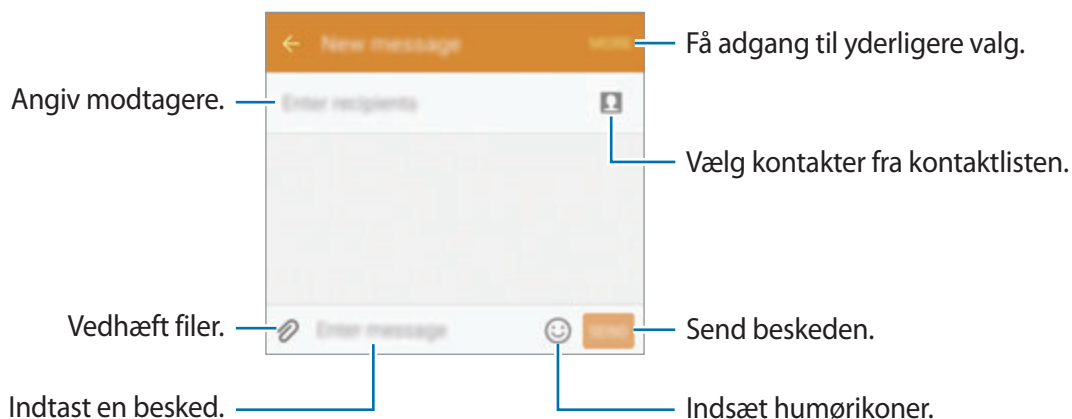 New message
MORE
Få adgang til yderligere valg.
Angiv modtagere.
Enter recipients
Vælg kontakter fra kontaktlisten.
Vedhæft filer.
Enter message
SEND
Send beskeden.
Indtast en besked.
Indsæt humørikoner.